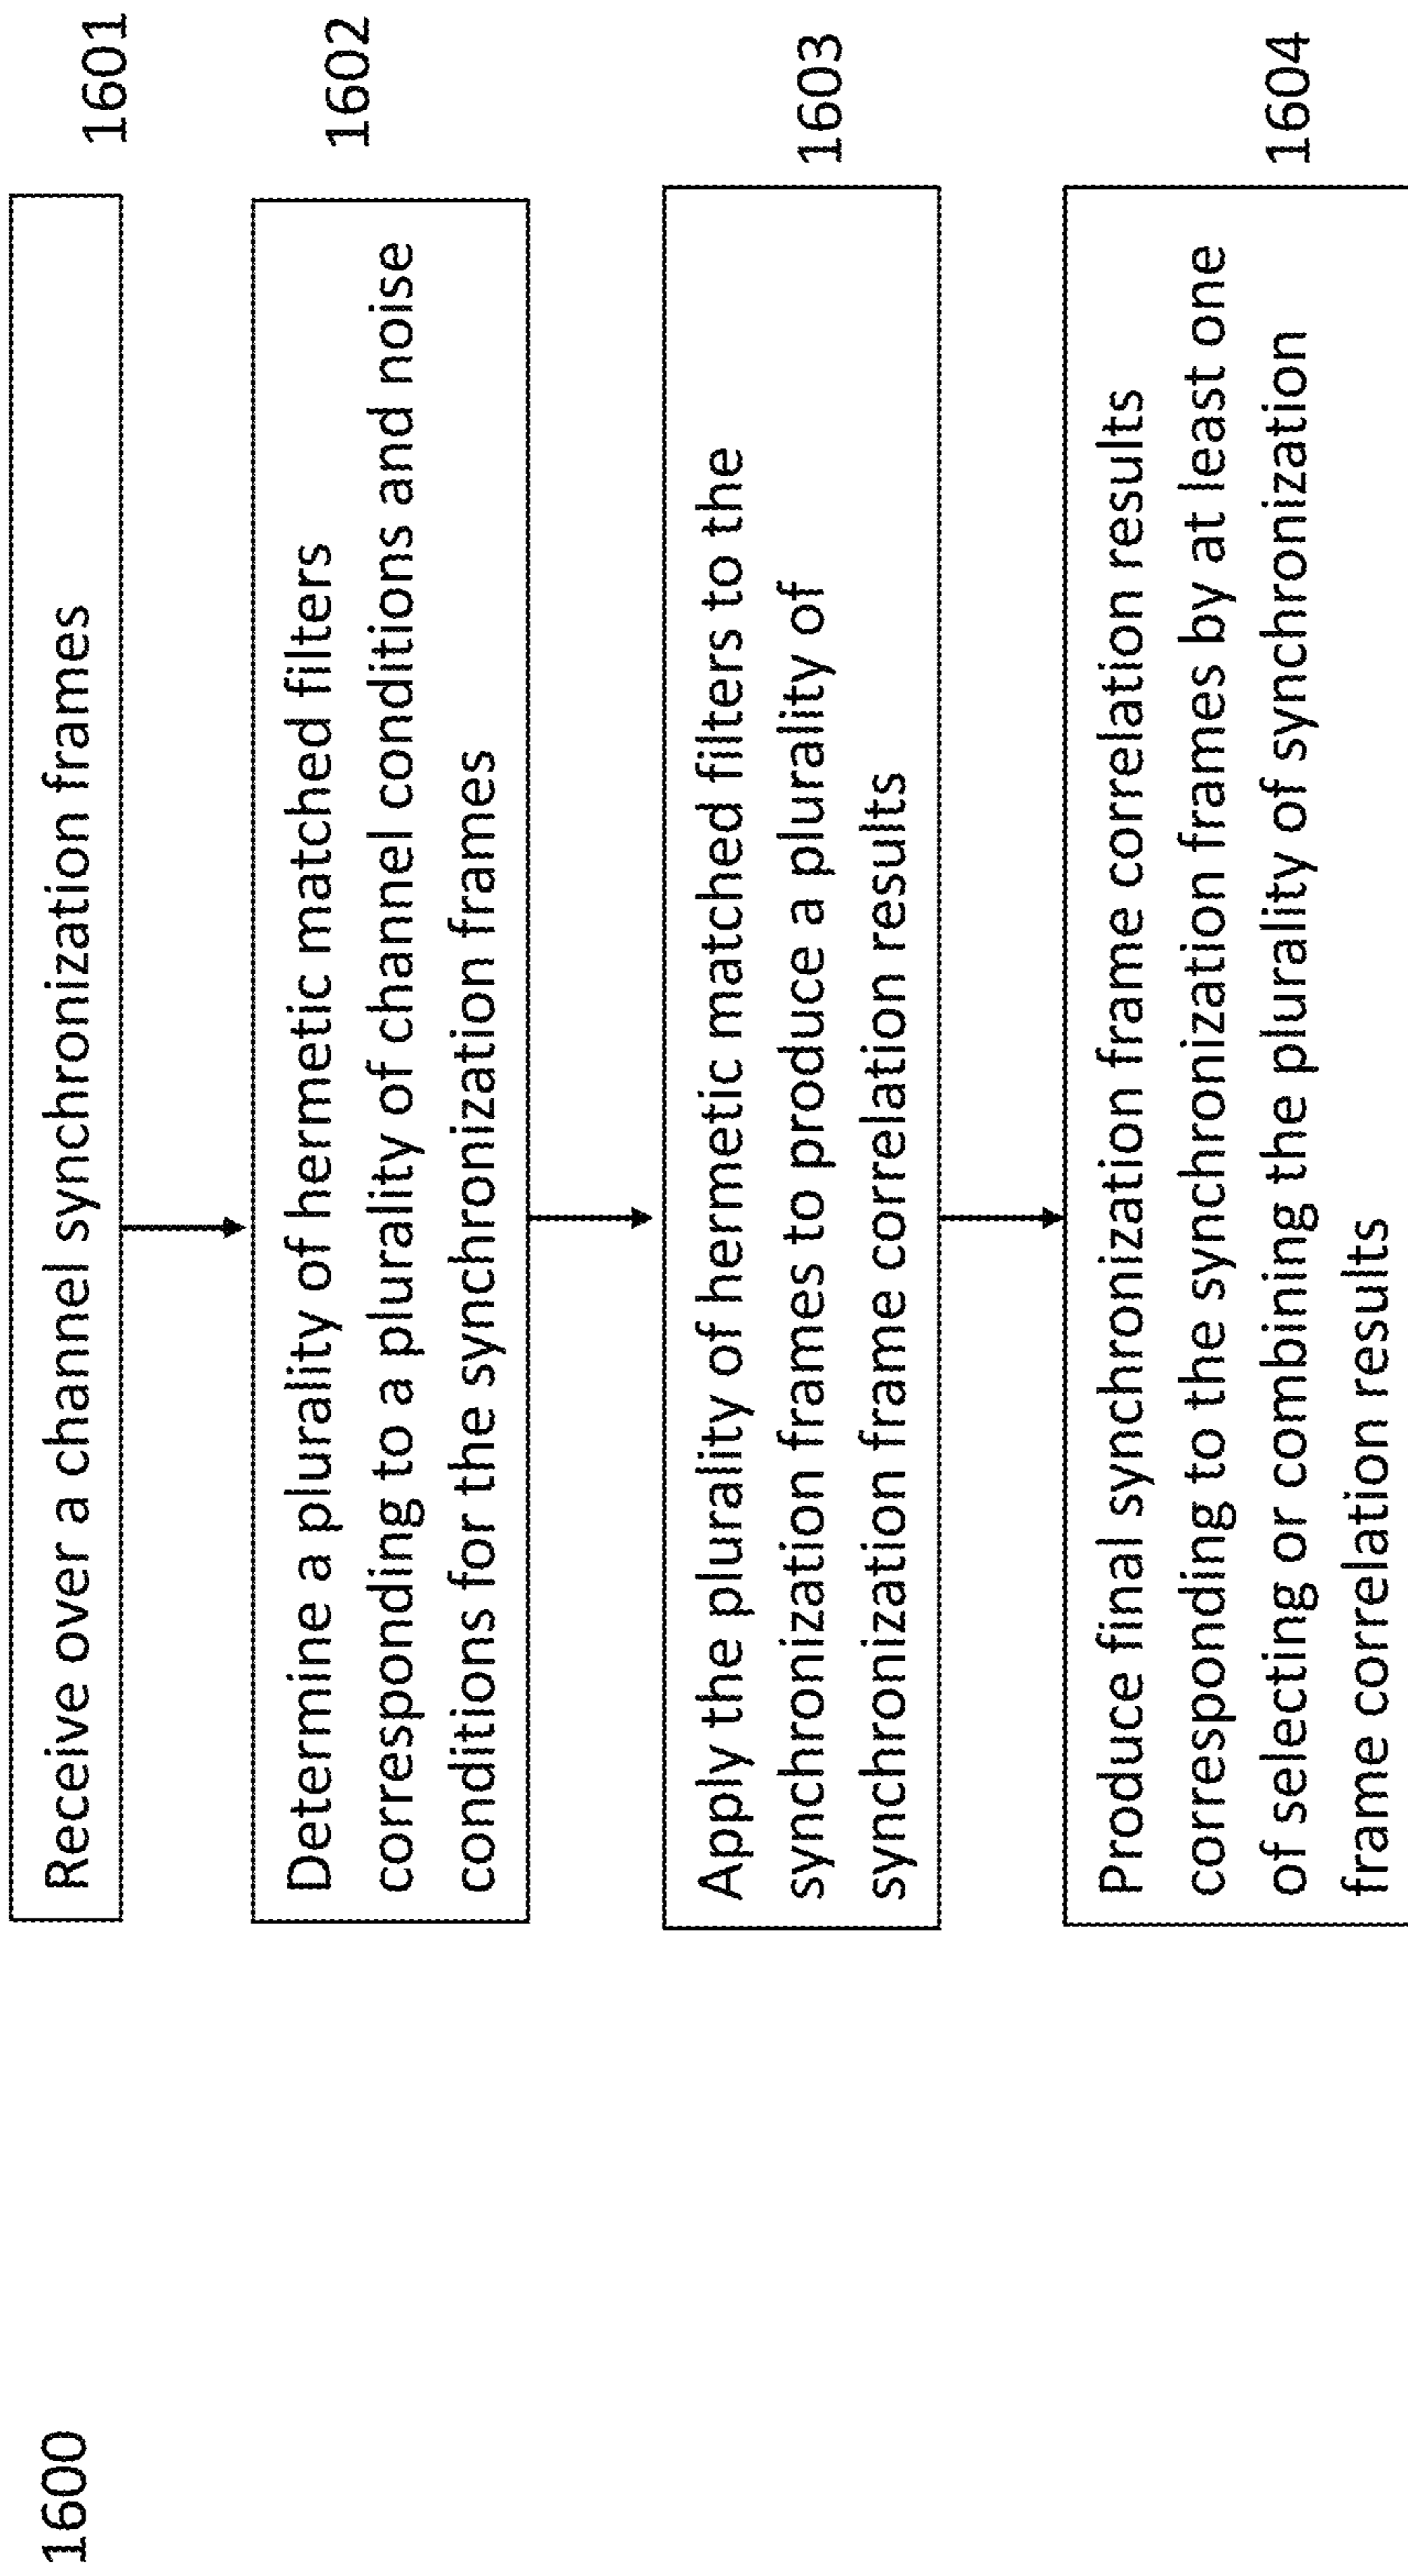 1600
Receive over a channel synchronization frames
1601
Determine a plurality of hermetic matched filters
corresponding to a plurality of channel conditions and noise
conditions for the synchronization frames
1602
Apply the plurality of hermetic matched filters to the
synchronization frames to produce a plurality of
synchronization frame correlation results
1603
Produce final synchronization frame correlation results
corresponding to the synchronization frames by at least one
of selecting or combining the plurality of synchronization
frame correlation results
1604